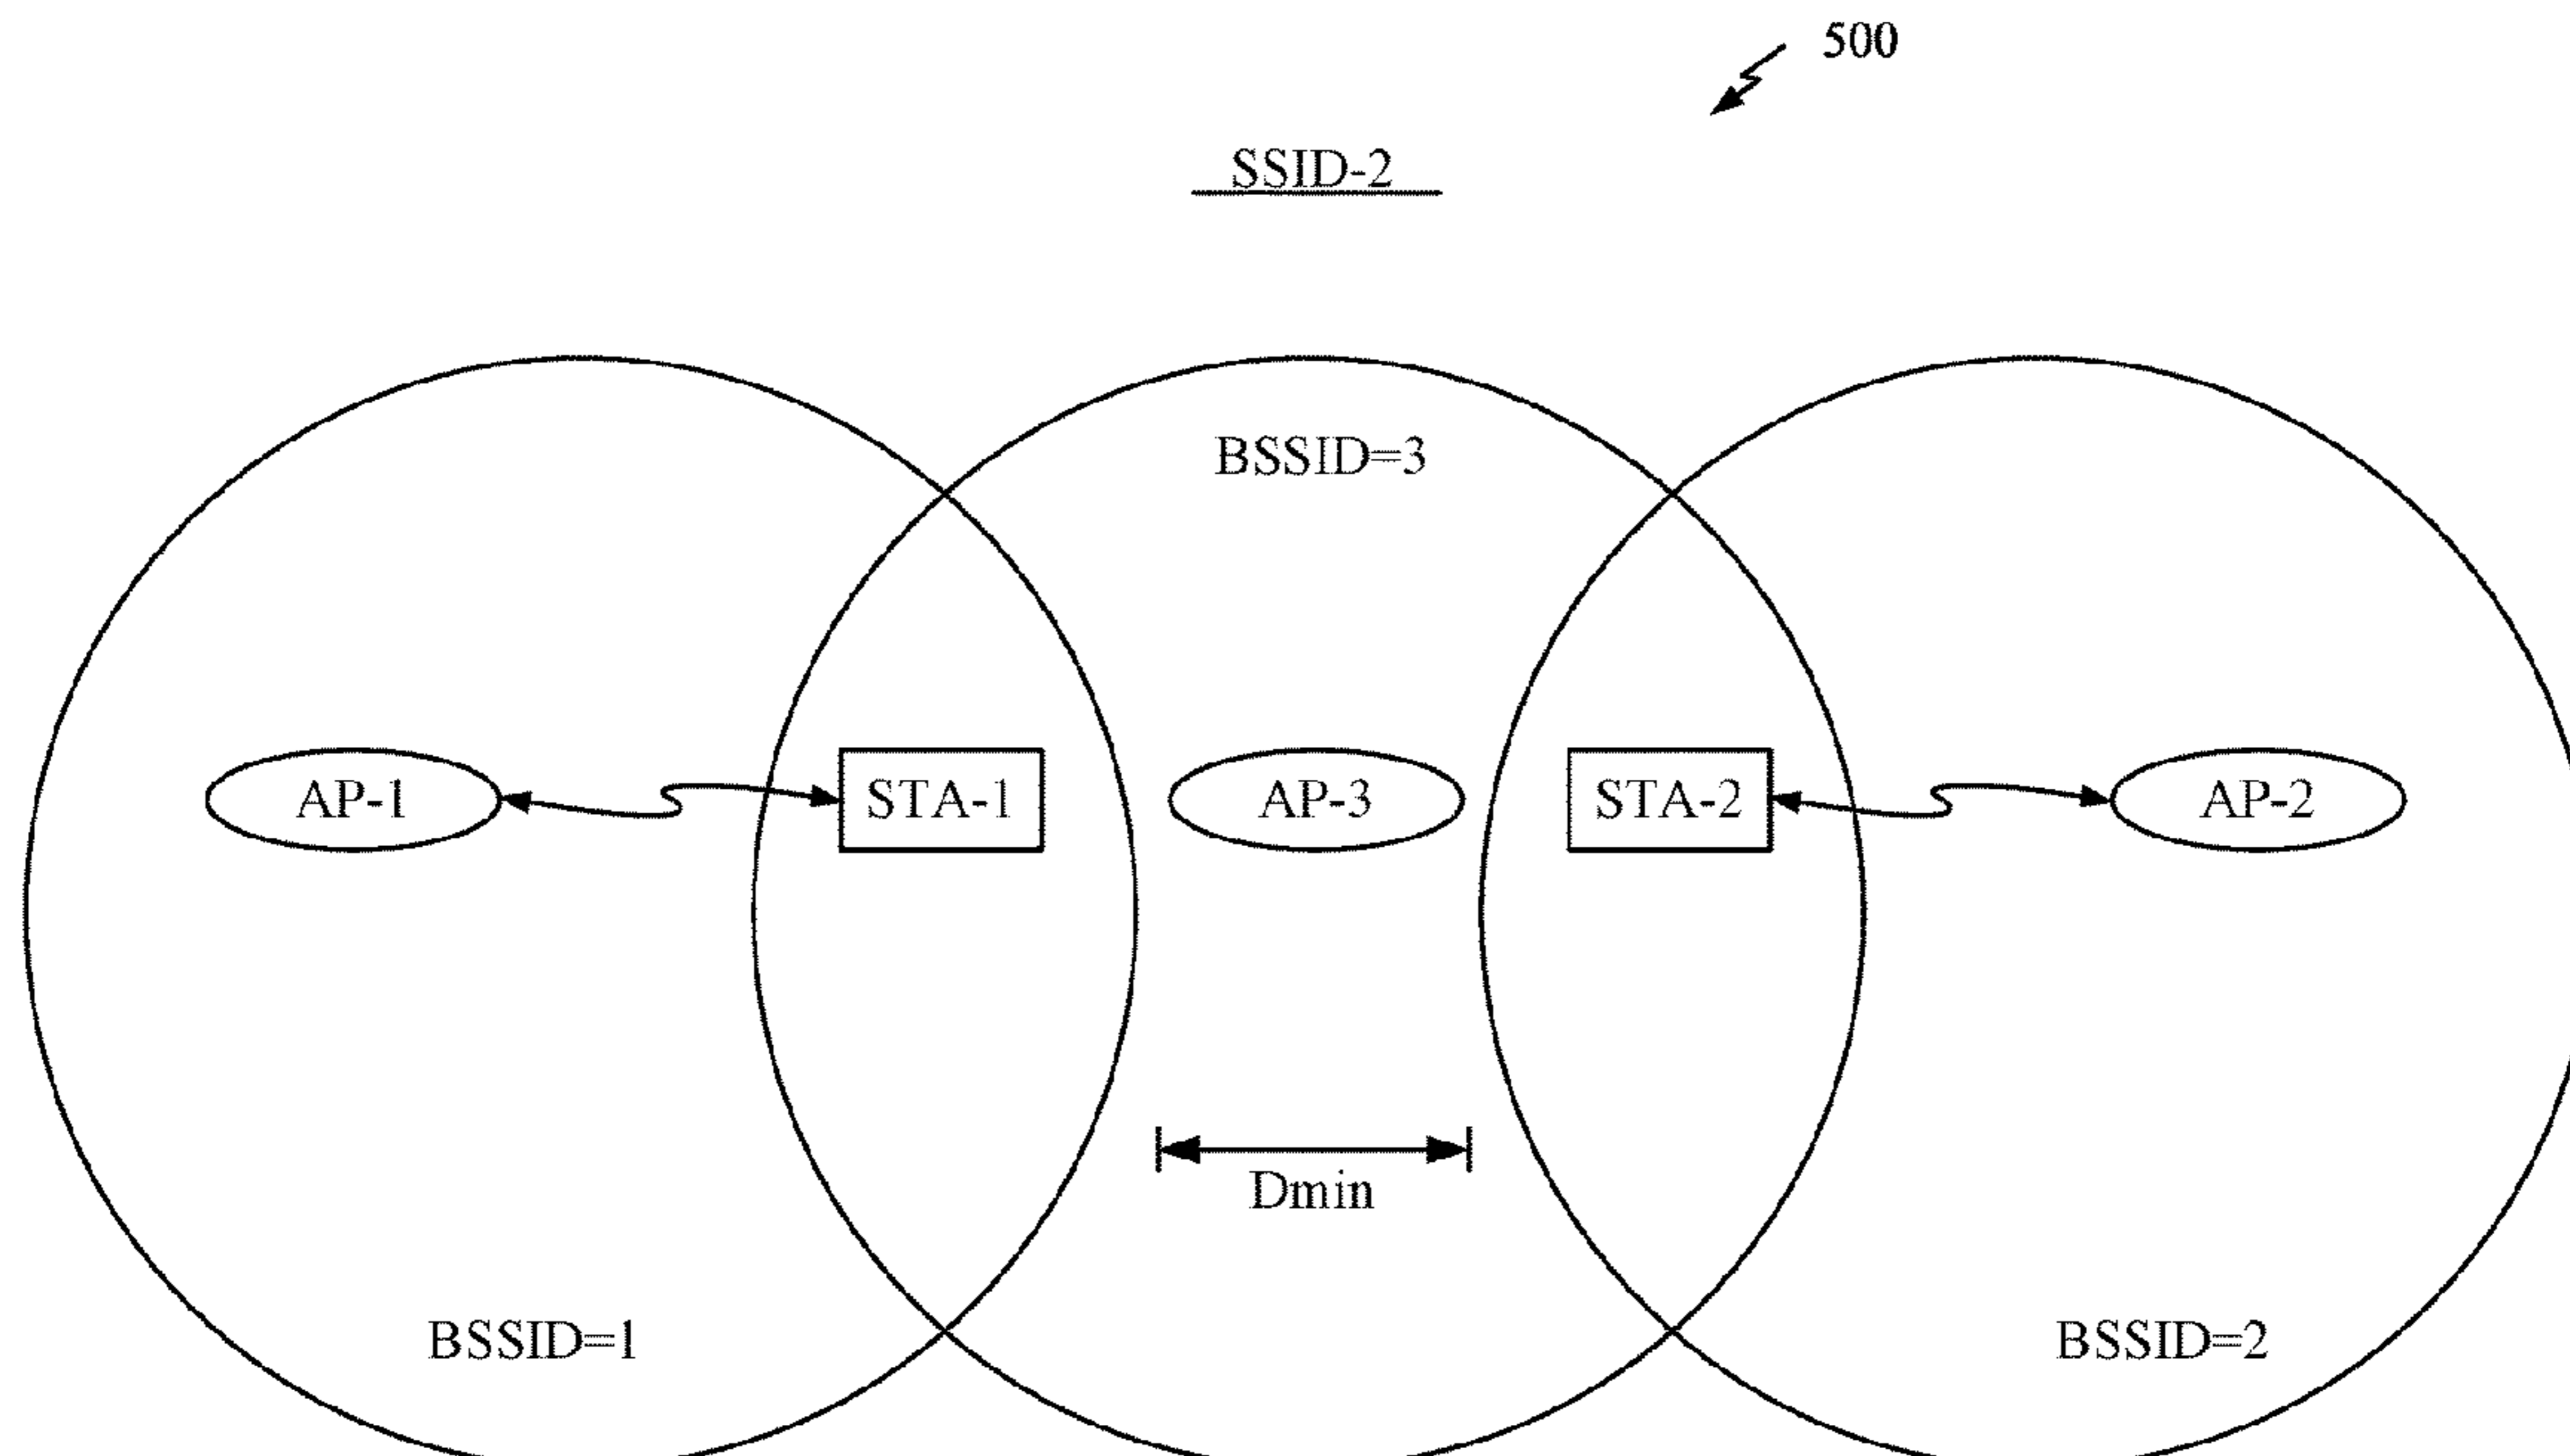 500
SSID-2
BSSID=3
AP-1
STA-1
AP-3
STA-2
AP-2
Dmin
BSSID=1
BSSID=2